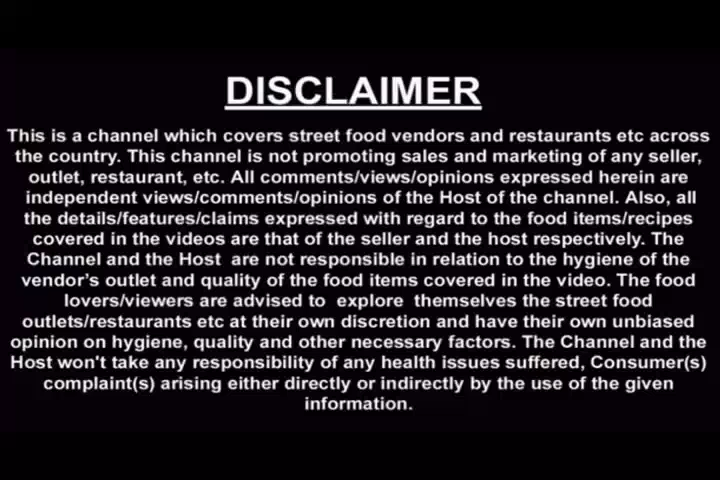 DISCLAIMER
This is a channel which covers street food vendors and restaurants etc across
the country. This channel is not promoting sales and marketing of any seller,
outlet, restaurant, etc. All comments/views/opinions expressed herein are
independent views/comments/opinions of the Host of the channel. Also, all
the details/features/claims expressed with regard to the food items/recipes
covered in the videos are that of the seller and the host respectively. The
Channel and the Host are not responsible in relation to the hygiene of the
vendor's outlet and quality of the food items covered in the video. The food
lovers/viewers are advised to explore themselves the street food
outlets/restaurants etc at their own discretion and have their own unbiased
opinion on hygiene, quality and other necessary factors. The Channel and the
Host won't take any responsibility of any health issues suffered, Consumer(s)
complaint(s) arising either directly or indirectly by the use of the given
information.